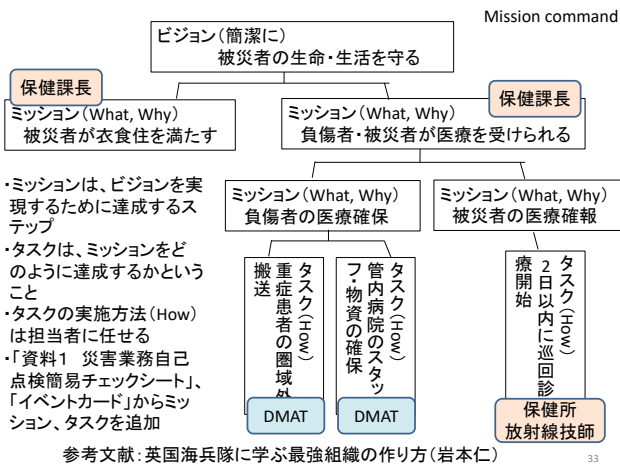 Mission command
ビジョン(簡潔に)
被災者の生命・生活を守る
保健課長
ミッション(What, Why)
被災者が衣食住を満たす
保健課長
ミッション(What, Why)
負傷者・被災者が医療を受けられる
・ミッションは、ビジョンを実
現するために達成するス
テップ
・タスクは、ミッションをど
のように達成するかという
こと
・タスクの実施方法(How)
は担当者に任せる
・「資料1 災害業務自己
点検簡易チェックシート」、
「イベントカード」からミッ
ション、タスクを追加
ミッション(What, Why)
負傷者の医療確保
ミッション(What, Why)
被災者の医療確報
タスク(How)
重症患者の圏域外
搬送
DMAT
タスク(How)
管内病院のスタッ
フ・物資の確保
DMAT
タスク(How)
2日以内に巡回診
療開始
保健所
放射線技師
参考文献:英国海兵隊に学ぶ最強組織の作り方(岩本仁)
33